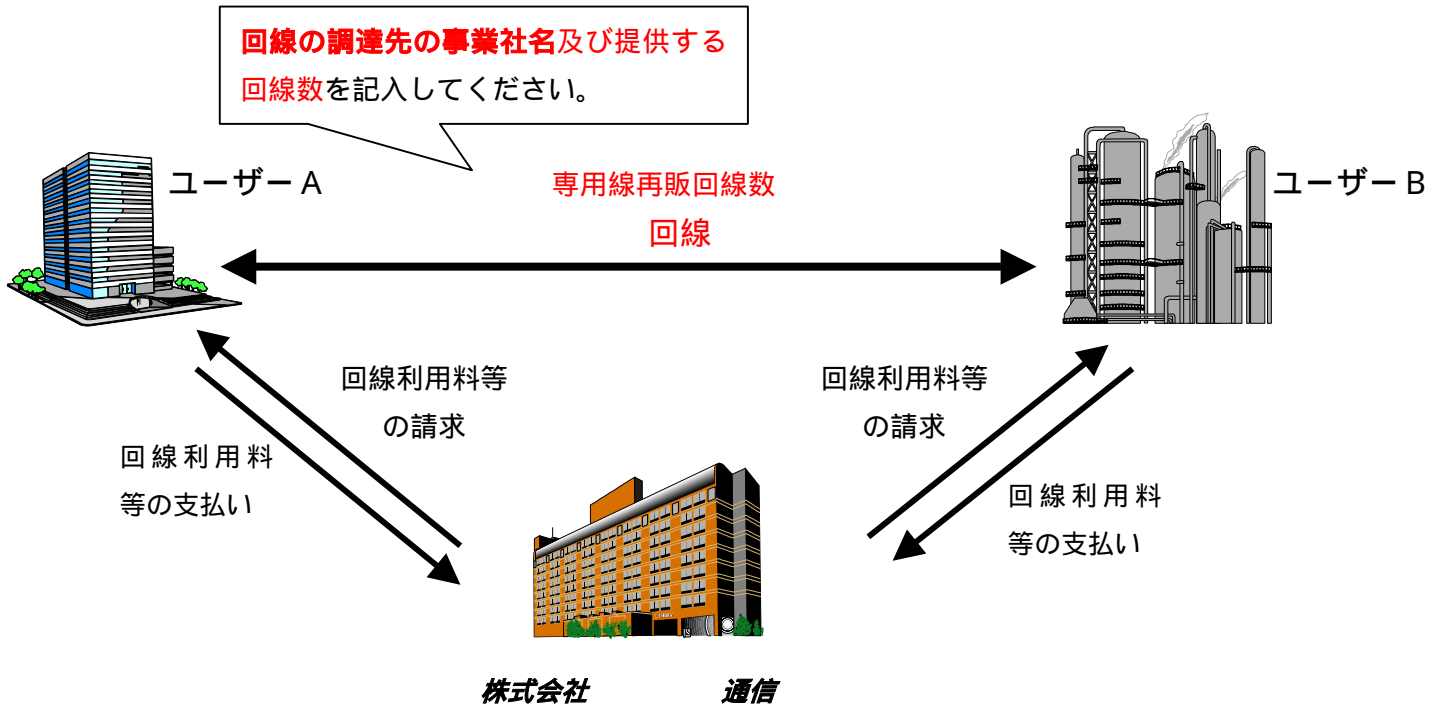 回線の調達先の事業社名及び提供する
回線数を記入してください。
ユーザーA
専用線再販回線数
回線
ユーザーB
回線利用料等
の請求
回線利用料
等の支払い
回線利用料等
の請求
回線利用料
等の支払い
株式会社 通信